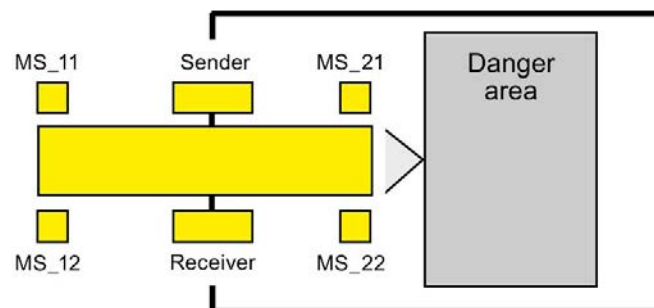 MS_11
Sender
MS_21
Danger
area
MS_12
Receiver
MS_22